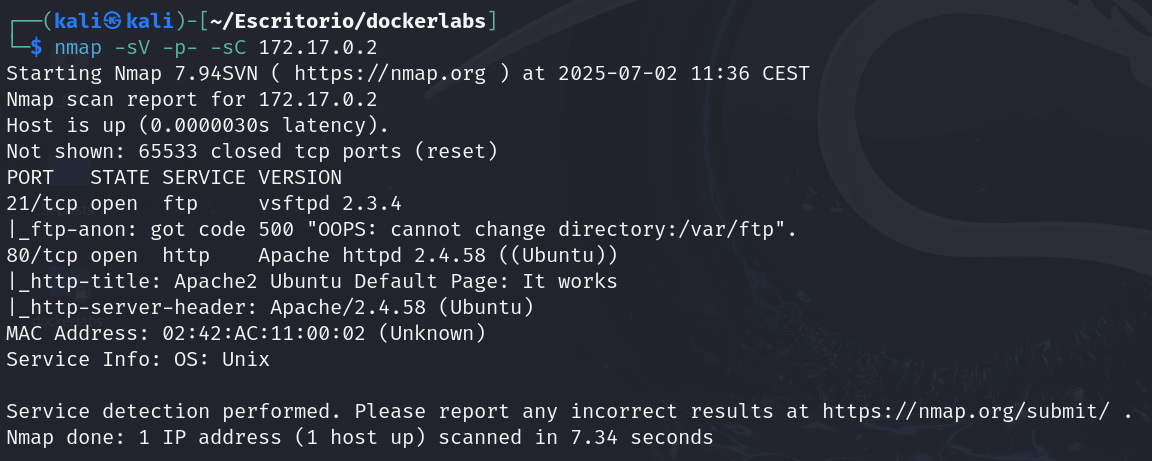 ┌──(kali㉿kali)-[~/Escritorio/dockerlabs]
└─$ nmap -sV -p- -sC 172.17.0.2
Starting Nmap 7.94SVN ( https://nmap.org ) at 2025-07-02 11:36 CEST
Nmap scan report for 172.17.0.2
Host is up (0.0000030s latency).
Not shown: 65533 closed tcp ports (reset)
PORT   STATE SERVICE VERSION
21/tcp open  ftp     vsftpd 2.3.4
|_ftp-anon: got code 500 "OOPS: cannot change directory:/var/ftp".
80/tcp open  http    Apache httpd 2.4.58 ((Ubuntu))
|_http-title: Apache2 Ubuntu Default Page: It works
|_http-server-header: Apache/2.4.58 (Ubuntu)
MAC Address: 02:42:AC:11:00:02 (Unknown)
Service Info: OS: Unix

Service detection performed. Please report any incorrect results at https://nmap.org/submit/ .
Nmap done: 1 IP address (1 host up) scanned in 7.34 seconds